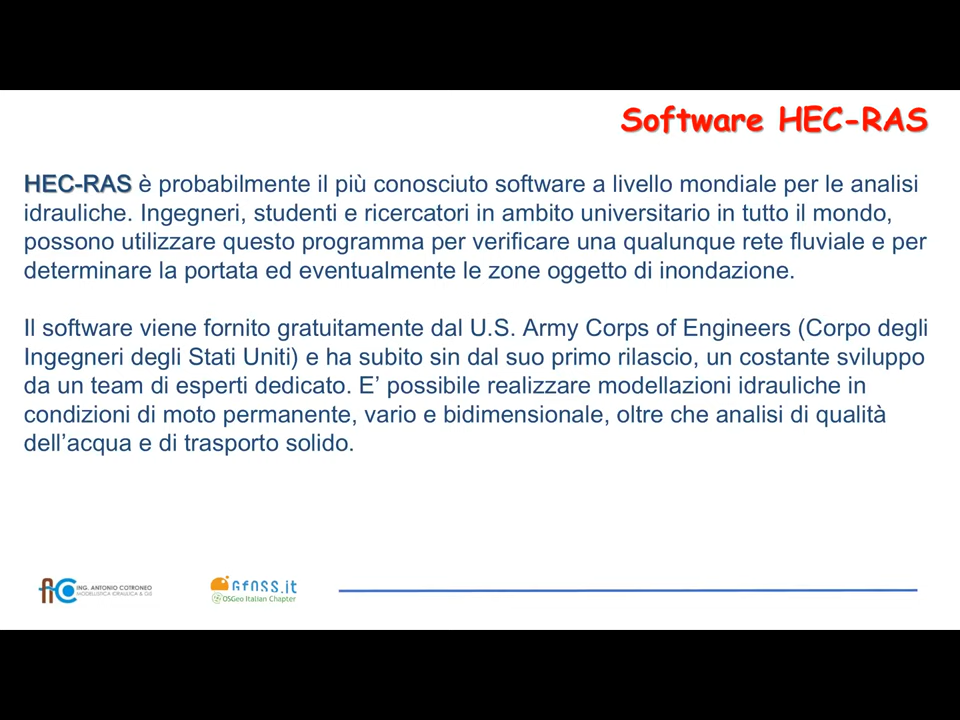 Software HEC-RAS
HEC-RAS è probabilmente il più conosciuto software a livello mondiale per le analisi
idrauliche. Ingegneri, studenti e ricercatori in ambito universitario in tutto il mondo,
possono utilizzare questo programma per verificare una qualunque rete fluviale e per
determinare la portata ed eventualmente le zone oggetto di inondazione.
Il software viene fornito gratuitamente dal U.S. Army Corps of Engineers (Corpo degli
Ingegneri degli Stati Uniti) e ha subito sin dal suo primo rilascio, un costante sviluppo
da un team di esperti dedicato. E’ possibile realizzare modellazioni idrauliche in
condizioni di moto permanente, vario e bidimensionale, oltre che analisi di qualità
dell’acqua e di trasporto solido.
ING. ANTONIO COTRONEO
MODELLISTICA IDRAULICA & GIS
GFOSS.it
OSGeo Italian Chapter